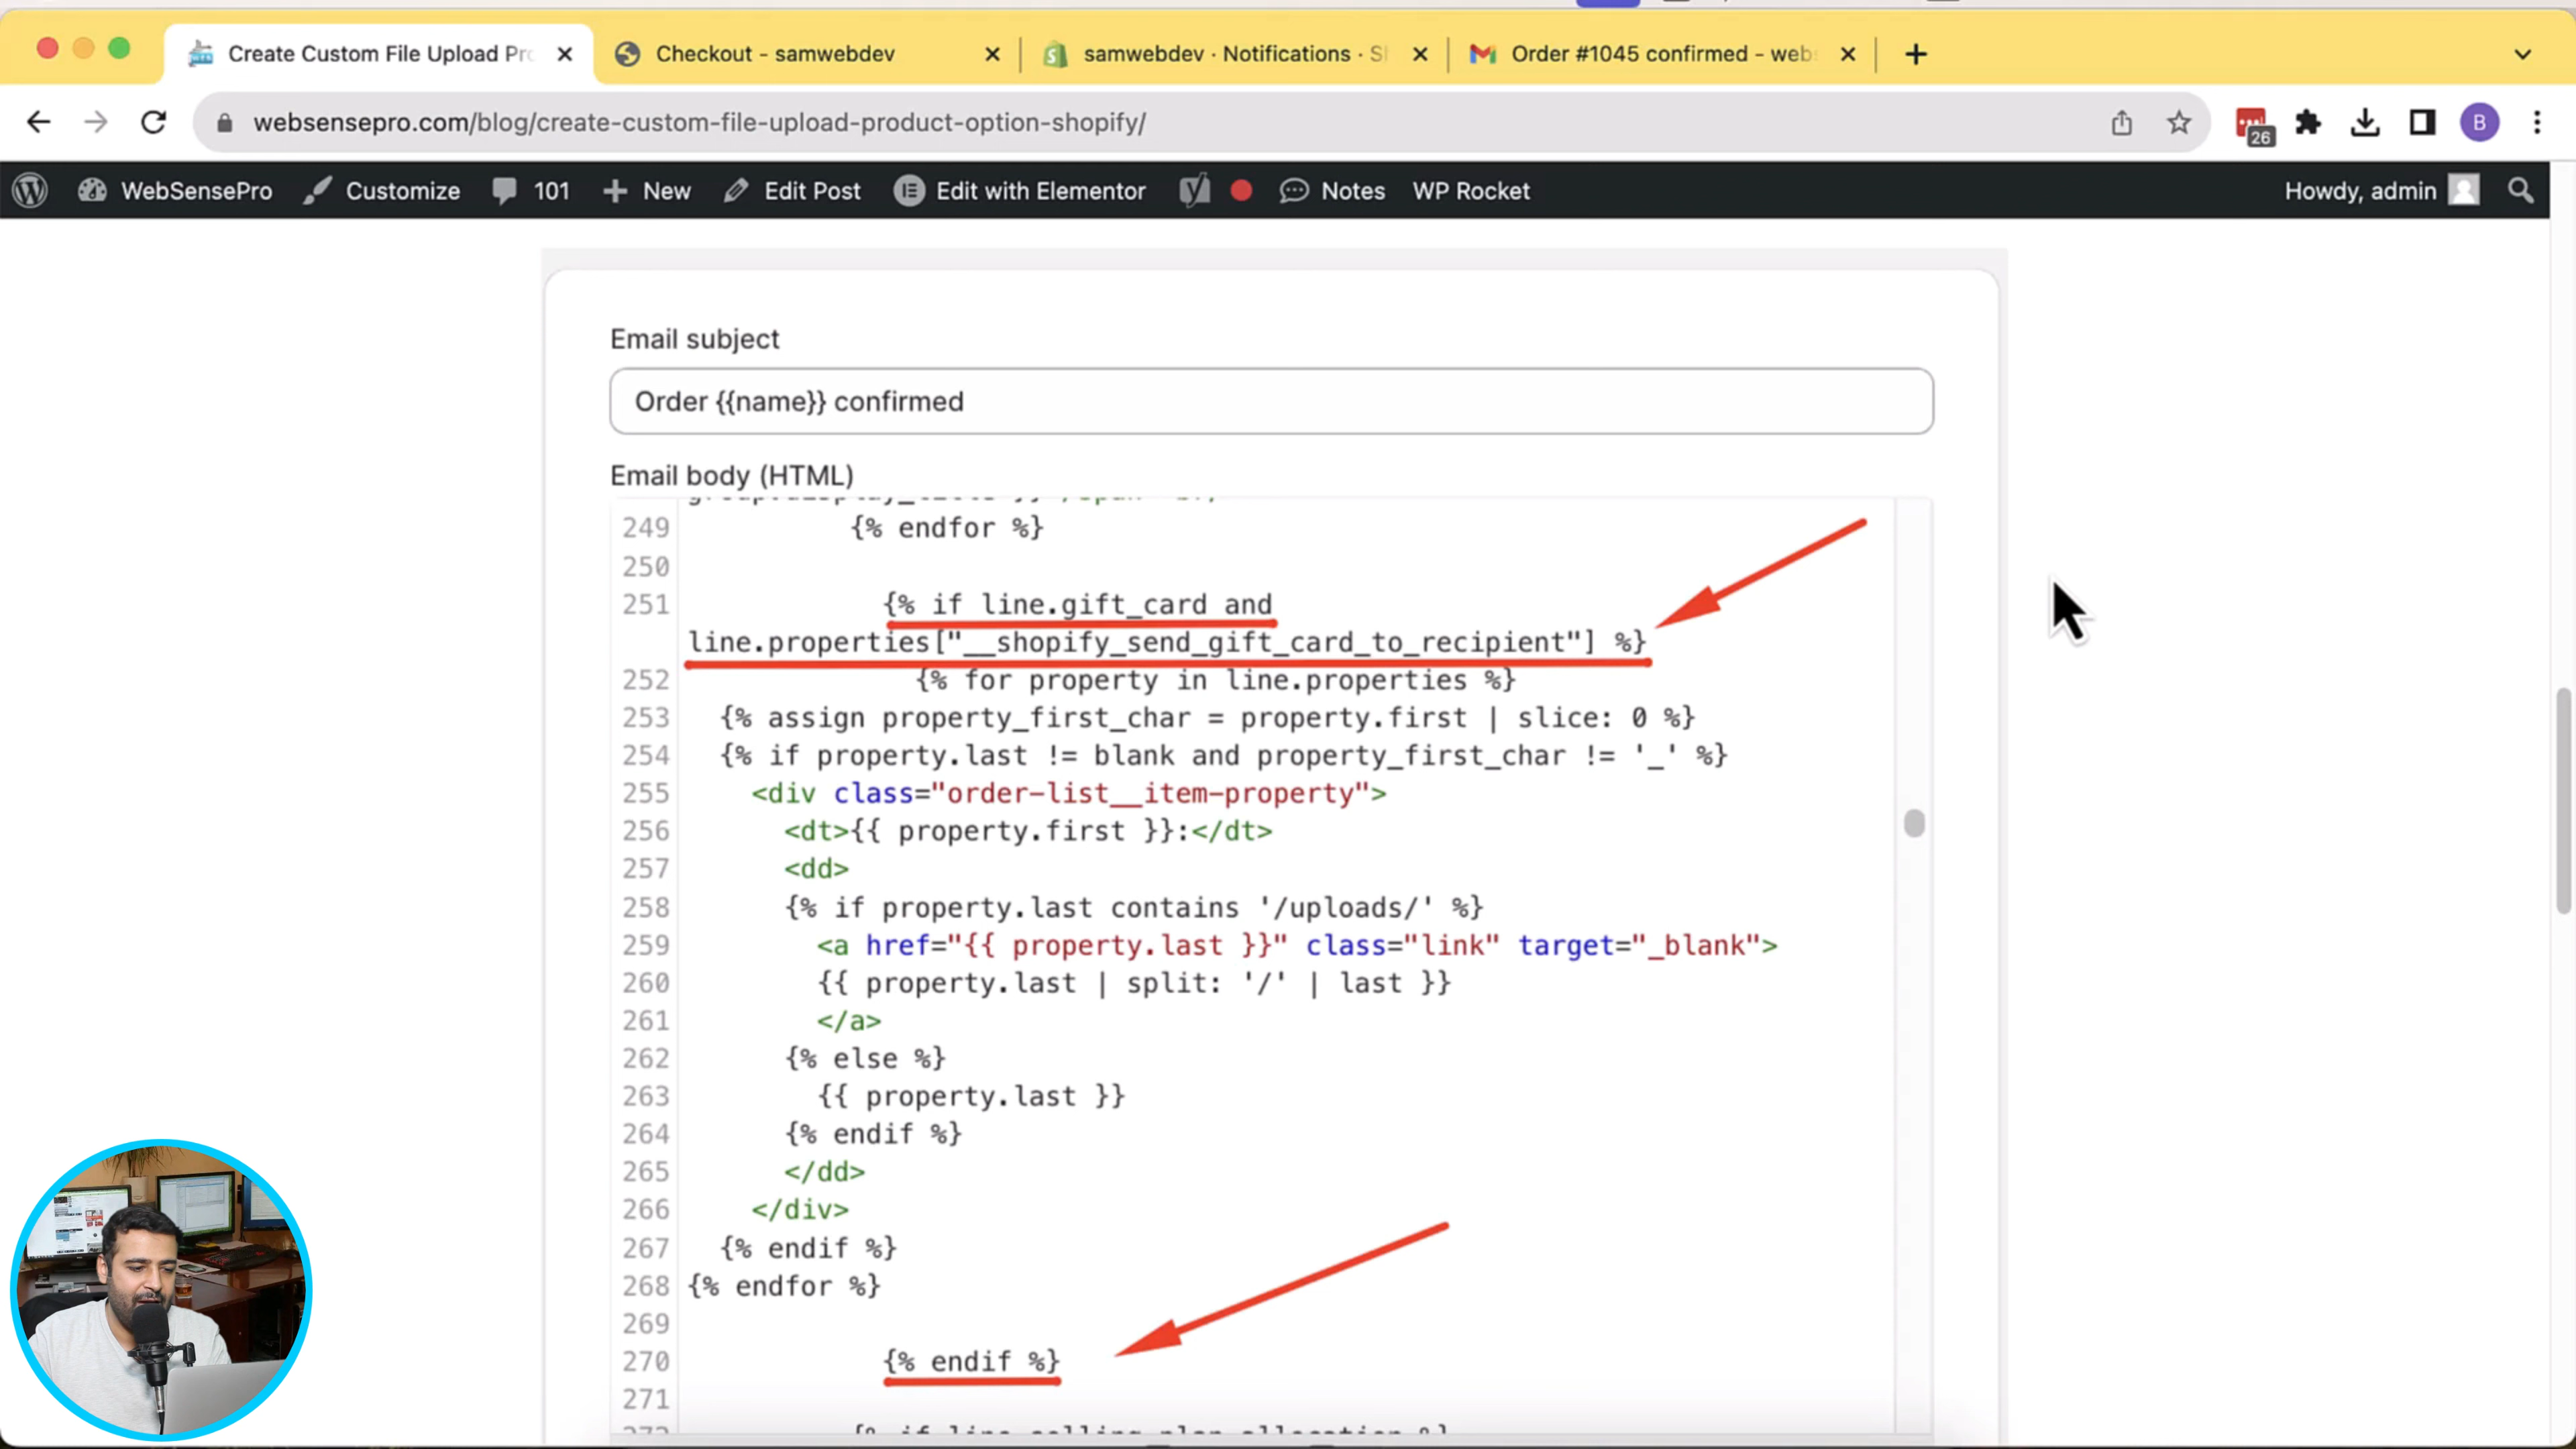 Create Custom File Upload Pro
Checkout - samwebdev
samwebdev · Notifications · S
Order #1045 confirmed - web
websensepro.com/blog/create-custom-file-upload-product-option-shopify/
26
B
WebSensePro
Customize
101
New
Edit Post
Edit with Elementor
Notes
WP Rocket
Howdy, admin
Email subject
Order {{name}} confirmed
Email body (HTML)
249 {% endfor %}
250
251 {% if line.gift_card and
line.properties["__shopify_send_gift_card_to_recipient"] %}
252 {% for property in line.properties %}
253 {% assign property_first_char = property.first | slice: 0 %}
254 {% if property.last != blank and property_first_char != '_' %}
255 <div class="order-list__item-property">
256 <dt>{{ property.first }}:</dt>
257 <dd>
258 {% if property.last contains '/uploads/' %}
259 <a href="{{ property.last }}" class="link" target="_blank">
260 {{ property.last | split: '/' | last }}
261 </a>
262 {% else %}
263 {{ property.last }}
264 {% endif %}
265 </dd>
266 </div>
267 {% endif %}
268 {% endfor %}
269
270 {% endif %}
271